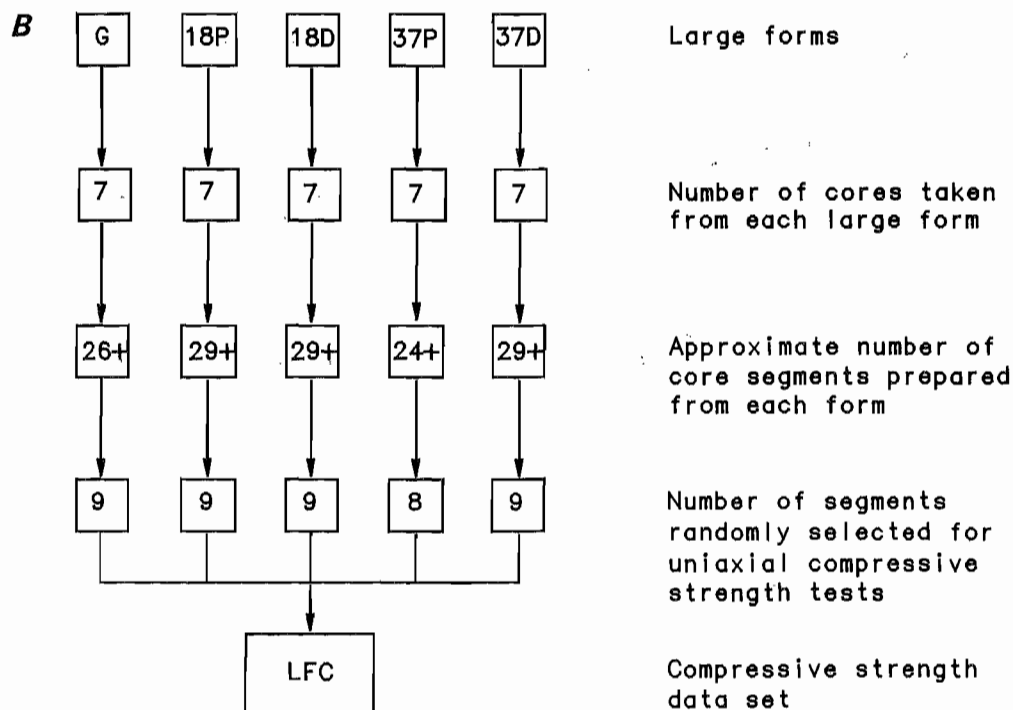 B
G 18P 18D 37P 37D Large forms
7 7 7 7 7 Number of cores taken
from each large form
26+ 29+ 29+ 24+ 29+ Approximate number of
core segments prepared
from each form
9 9 9 8 9 Number of segments
randomly selected for
uniaxial compressive
strength tests
LFC Compressive strength
data set